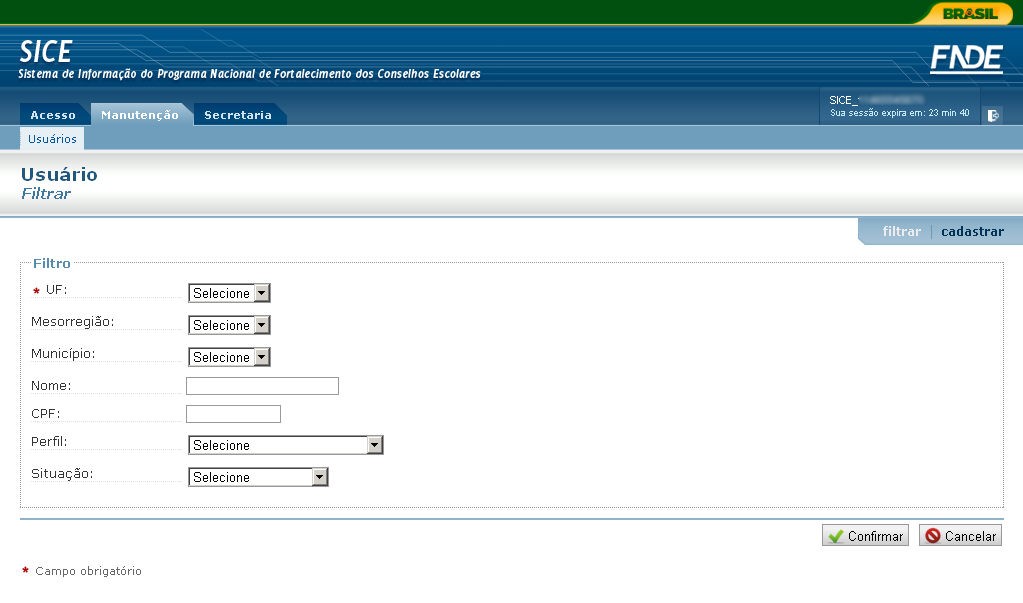 BRASIL
SICE
Sistema de Informação do Programa Nacional de Fortalecimento dos Conselhos Escolares
FNDE
Acesso Manutenção Secretaria
SICE_
Sua sessão expira em: 23 min 40
Usuários
Usuário
Filtrar
filtrar cadastrar
Filtro
* UF: Selecione
Mesorregião: Selecione
Município: Selecione
Nome:
CPF:
Perfil: Selecione
Situação: Selecione
Confirmar Cancelar
* Campo obrigatório